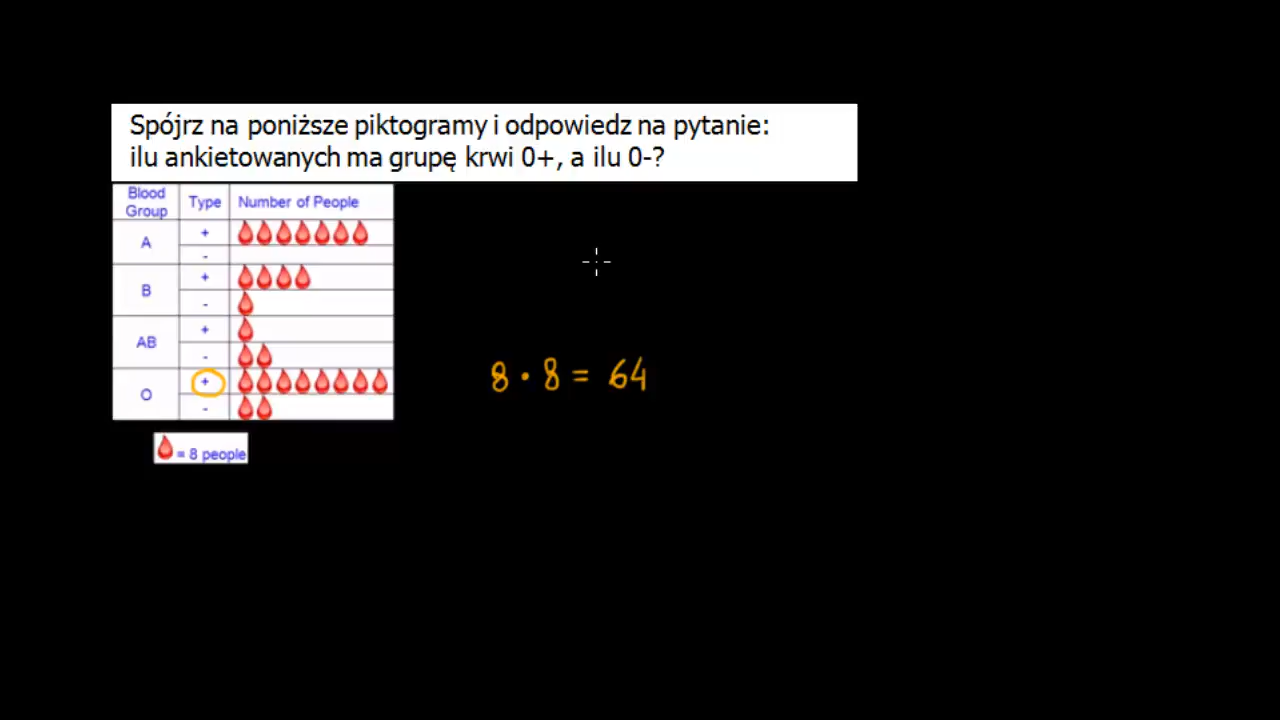 Spójrz na poniższe piktogramy i odpowiedz na pytanie:
ilu ankietowanych ma grupę krwi 0+, a ilu 0-?
Blood Group Type Number of People
A +
-
B +
-
AB +
-
O +
-
8 · 8 = 64
= 8 people